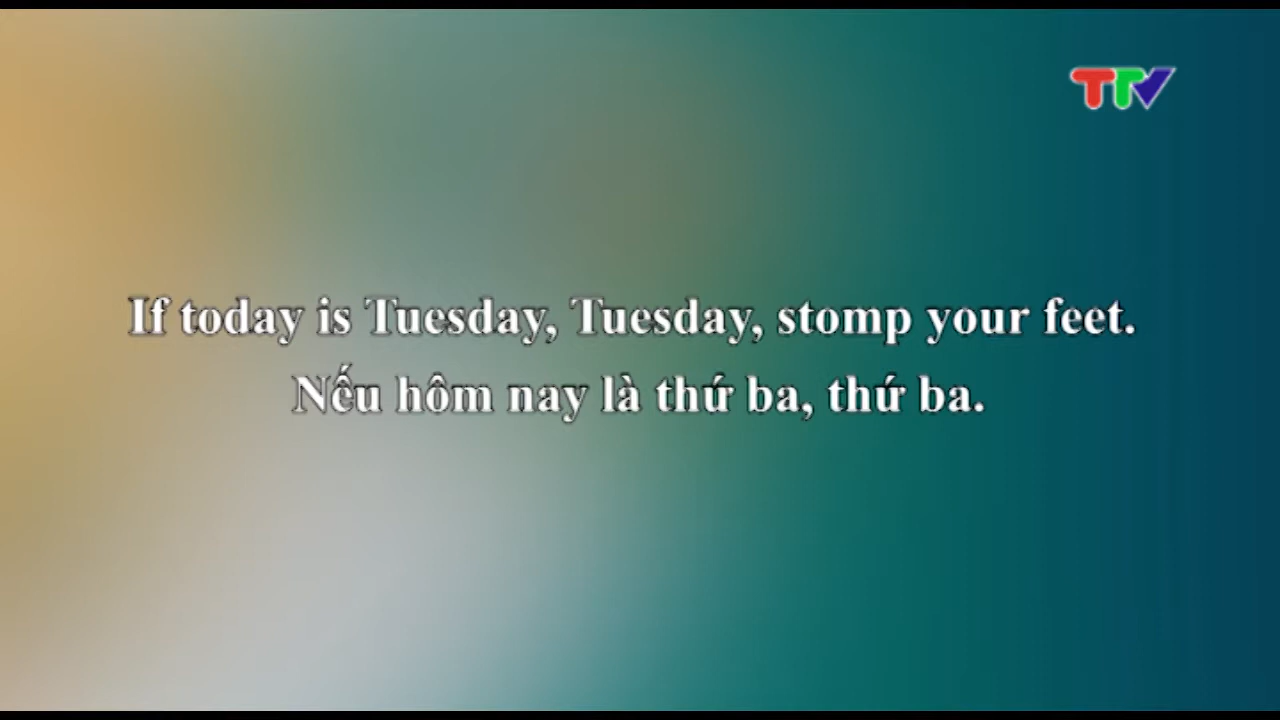 TTV
If today is Tuesday, Tuesday, stomp your feet.
Nếu hôm nay là thứ ba, thứ ba.